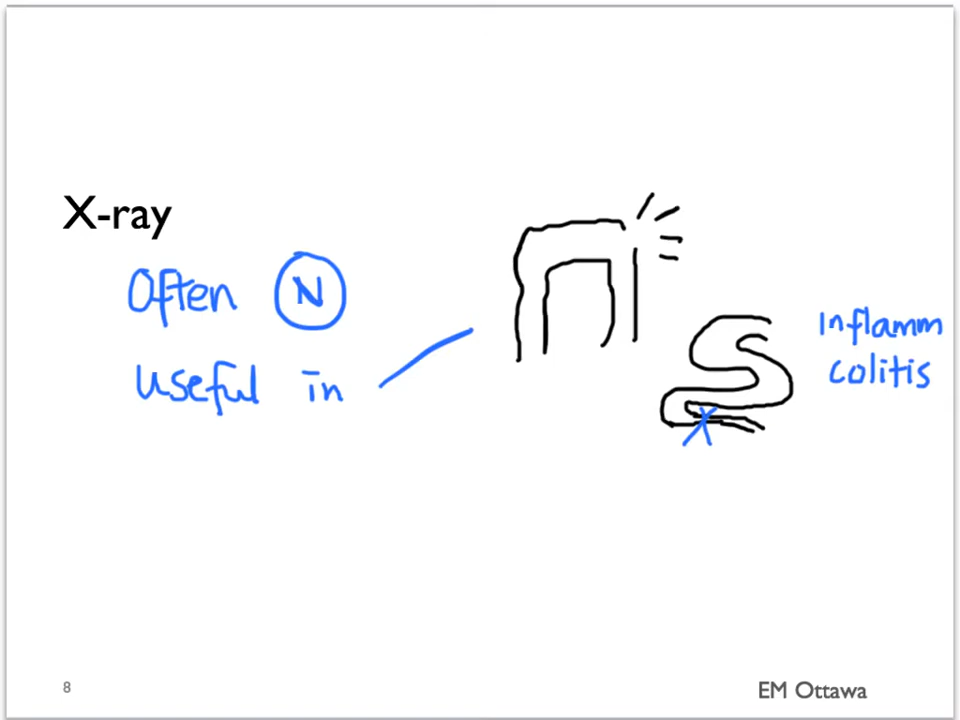 X-ray
Often N
useful in
Inflamm
colitis
8
EM Ottawa